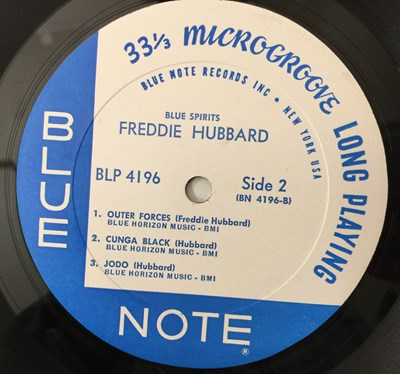 33⅓ MICROGROOVE LONG PLAYING
BLUE NOTE RECORDS INC • NEW YORK USA
BLUE SPIRITS
FREDDIE HUBBARD
BLP 4196
Side 2
(BN 4196-B)
1. OUTER FORCES (Freddie Hubbard)
BLUE HORIZON MUSIC - BMI
2. CUNGA BLACK (Hubbard)
BLUE HORIZON MUSIC - BMI
3. JODO (Hubbard)
BLUE HORIZON MUSIC - BMI
BLUE
NOTE®